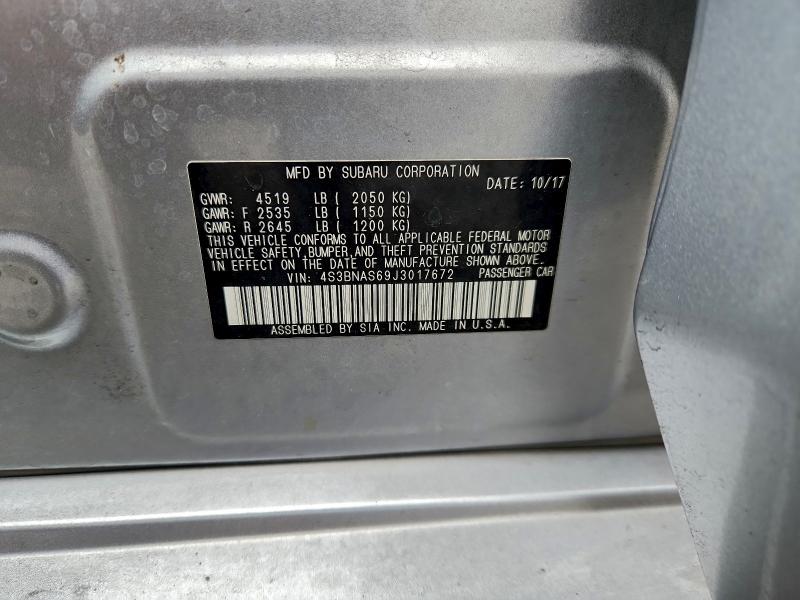 MFD BY SUBARU CORPORATION
DATE: 10/17
GVWR: 4519 LB ( 2050 KG)
GAWR: F 2535 LB ( 1150 KG)
GAWR: R 2645 LB ( 1200 KG)
THIS VEHICLE CONFORMS TO ALL APPLICABLE FEDERAL MOTOR
VEHICLE SAFETY,BUMPER,AND THEFT PREVENTION STANDARDS
IN EFFECT ON THE DATE OF MANUFACTURE SHOWN ABOVE.
VIN: 4S3BNAS69J3017672 PASSENGER CAR
ASSEMBLED BY SIA INC. MADE IN U.S.A.